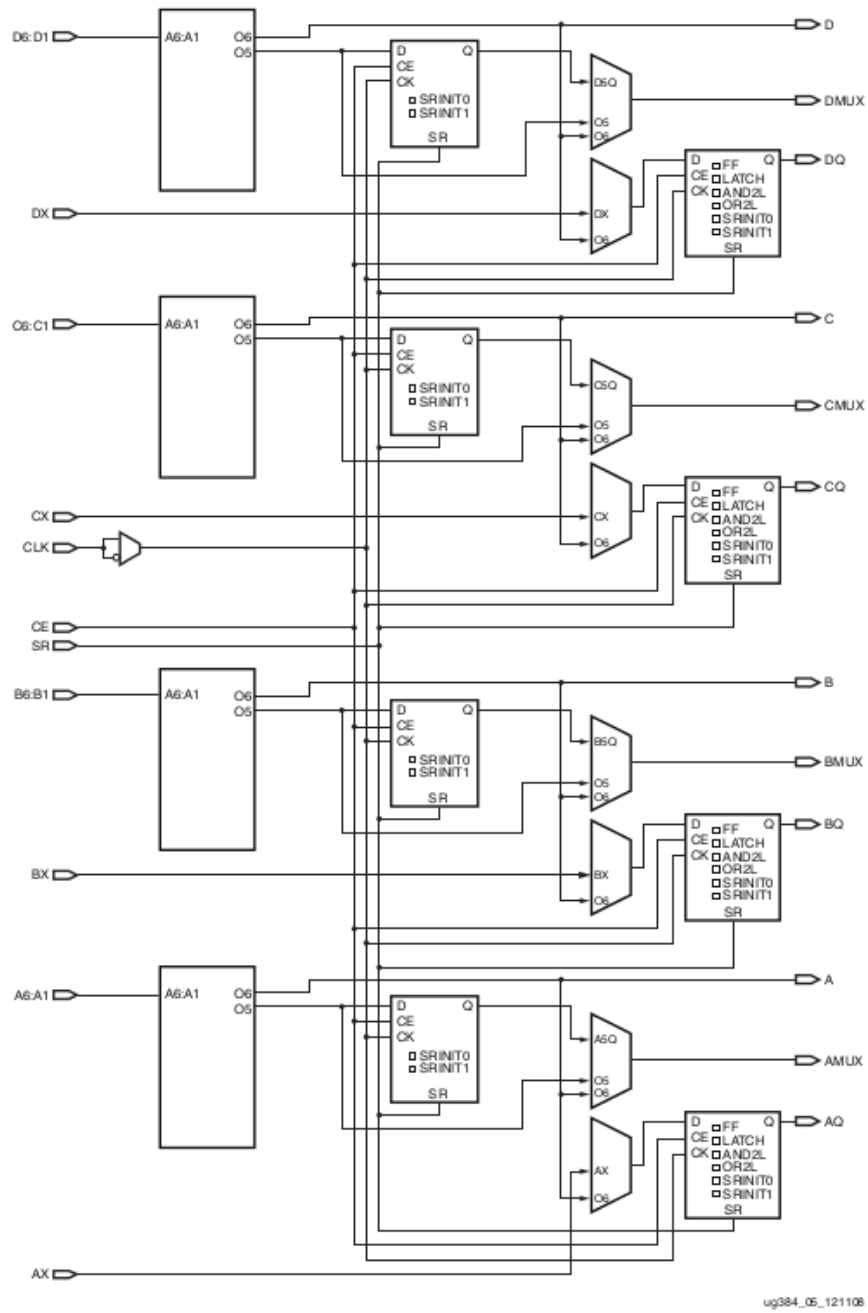 D
D6:D1 A6:A1 O6
O5
D Q
CE
CK
SRINIT0
SRINIT1
SR
D5Q
O5
O6
DMUX
D Q DQ
CE FF
CK LATCH
AND2L
OR2L
SRINIT0
SRINIT1
SR
DX DX
O6
C
C6:C1 A6:A1 O6
O5
D Q
CE
CK
SRINIT0
SRINIT1
SR
C5Q
O5
O6
CMUX
D Q CQ
CE FF
CK LATCH
AND2L
OR2L
SRINIT0
SRINIT1
SR
CX CX
O6
CLK
CE
SR
B
B6:B1 A6:A1 O6
O5
D Q
CE
CK
SRINIT0
SRINIT1
SR
B5Q
O5
O6
BMUX
D Q BQ
CE FF
CK LATCH
AND2L
OR2L
SRINIT0
SRINIT1
SR
BX BX
O6
A
A6:A1 A6:A1 O6
O5
D Q
CE
CK
SRINIT0
SRINIT1
SR
A5Q
O5
O6
AMUX
D Q AQ
CE FF
CK LATCH
AND2L
OR2L
SRINIT0
SRINIT1
SR
AX
O6
AX
ug384_05_121108